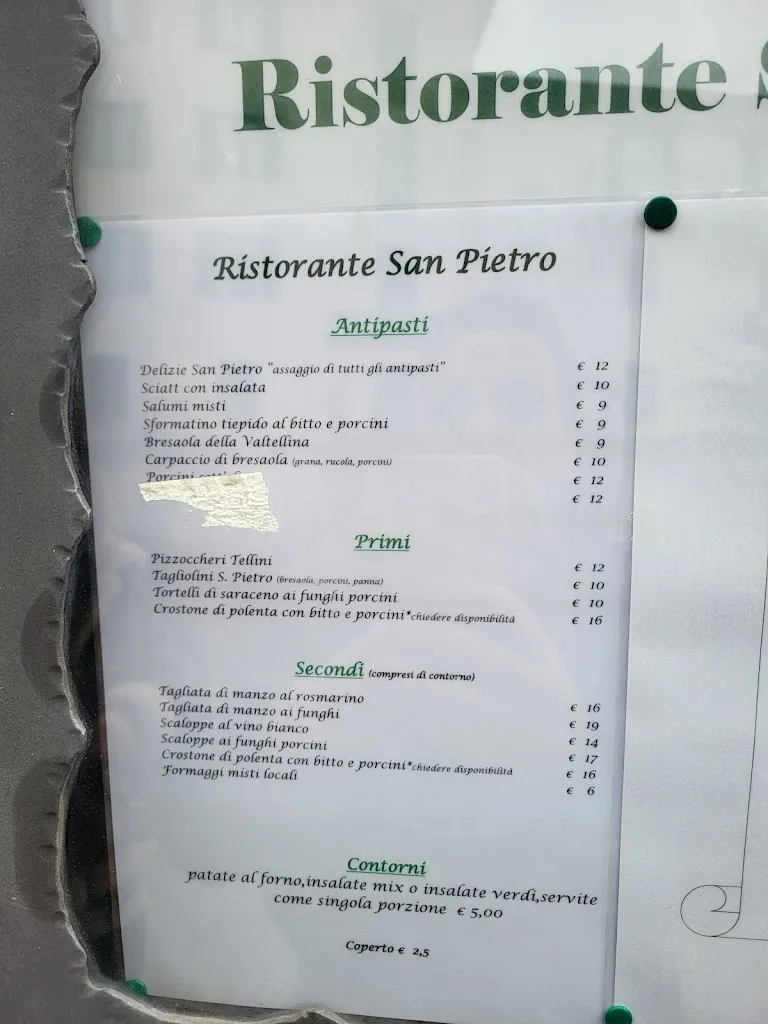 Ristorante
Ristorante San Pietro
Antipasti
Delizie San Pietro "assaggio di tutti gli antipasti" € 12
Sciatt con insalata € 10
Salumi misti € 9
Sformatino tiepido al bitto e porcini € 9
Bresaola della Valtellina € 9
Carpaccio di bresaola (grana, rucola, porcini) € 10
Porcini € 12
€ 12
Primi
Pizzoccheri Tellini € 12
Tagliolini S. Pietro (bresaola, porcini, panna) € 10
Tortelli di saraceno ai funghi porcini € 10
Crostone di polenta con bitto e porcini*chiedere disponibilità € 16
Secondi (compresi di contorno)
Tagliata di manzo al rosmarino € 16
Tagliata di manzo ai funghi € 19
Scaloppe al vino bianco € 14
Scaloppe ai funghi porcini € 17
Crostone di polenta con bitto e porcini*chiedere disponibilità € 16
Formaggi misti locali € 6
Contorni
patate al forno,insalate mix o insalate verdi,servite
come singola porzione € 5,00
Coperto € 2,5